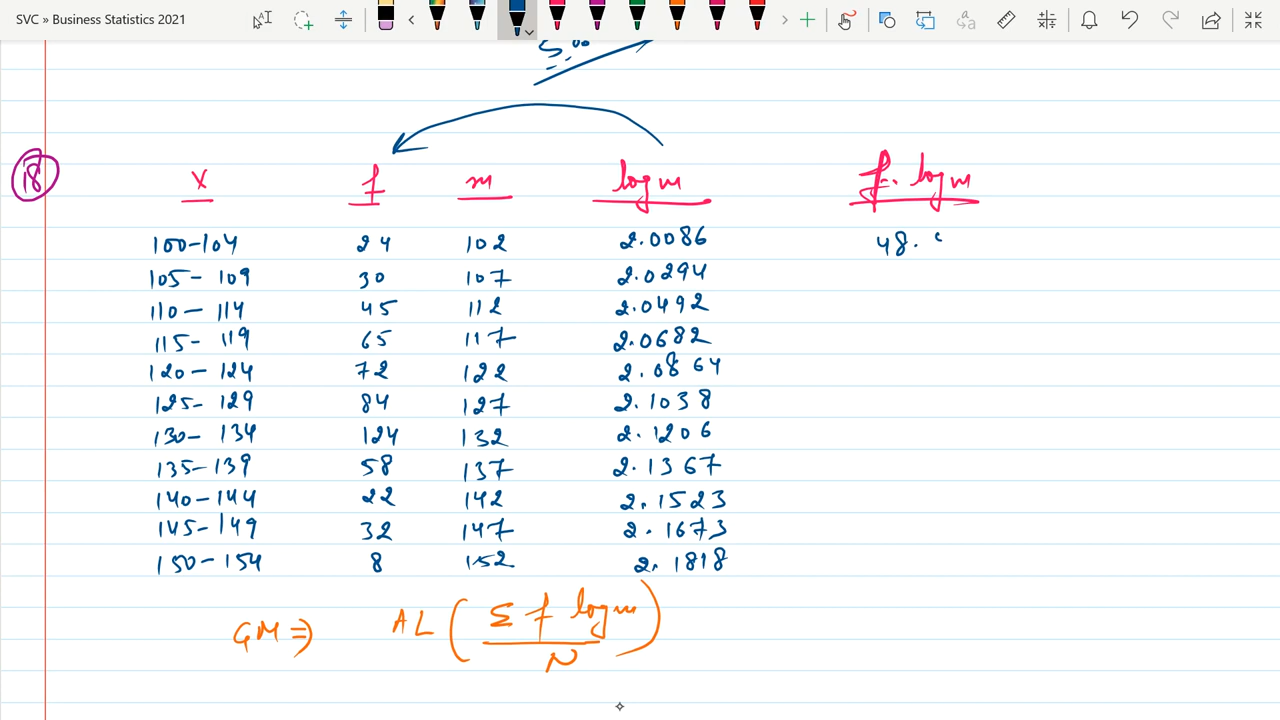 SVC » Business Statistics 2021
5.00
18 X f m log m f. log m
100-104 24 102 2.0086 48.
105-109 30 107 2.0294
110-114 45 112 2.0492
115-119 65 117 2.0682
120-124 72 122 2.0864
125-129 84 127 2.1038
130-134 124 132 2.1206
135-139 58 137 2.1367
140-144 22 142 2.1523
145-149 32 147 2.1673
150-154 8 152 2.1818
GM ⇒ AL ( Σ f log m / N )